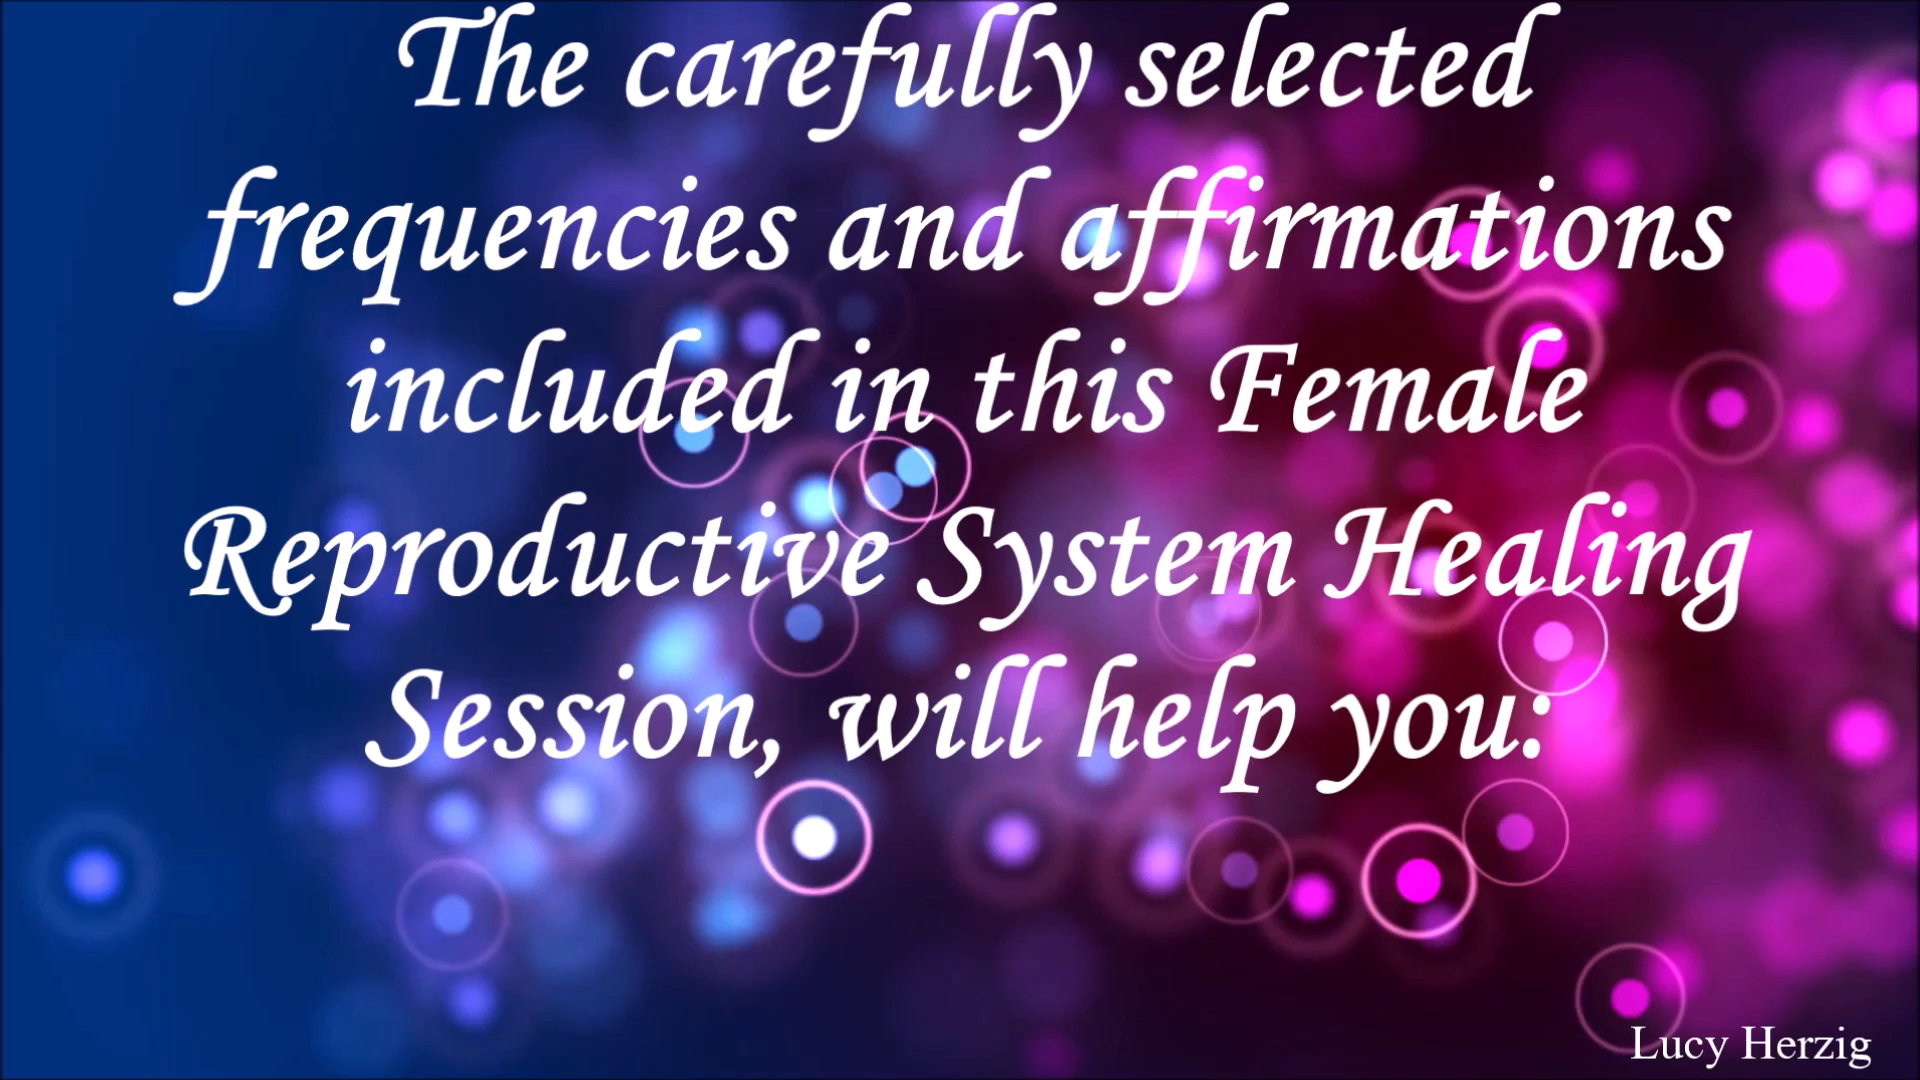 The carefully selected
frequencies and affirmations
included in this Female
Reproductive System Healing
Session, will help you:
Lucy Herzig